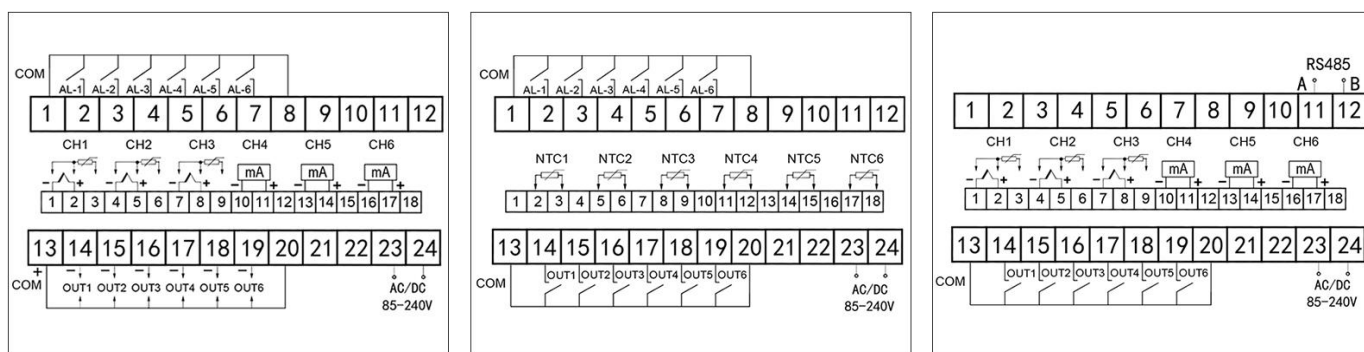 COM
AL-1 AL-2 AL-3 AL-4 AL-5 AL-6
1 2 3 4 5 6 7 8 9 10 11 12
CH1 CH2 CH3 CH4 CH5 CH6
mA mA mA
- + - + - + - + - + - +
1 2 3 4 5 6 7 8 9 10 11 12 13 14 15 16 17 18
13 14 15 16 17 18 19 20 21 22 23 24
+ - - - - - -
COM OUT1 OUT2 OUT3 OUT4 OUT5 OUT6
AC/DC
85-240V
COM
AL-1 AL-2 AL-3 AL-4 AL-5 AL-6
1 2 3 4 5 6 7 8 9 10 11 12
NTC1 NTC2 NTC3 NTC4 NTC5 NTC6
1 2 3 4 5 6 7 8 9 10 11 12 13 14 15 16 17 18
13 14 15 16 17 18 19 20 21 22 23 24
OUT1 OUT2 OUT3 OUT4 OUT5 OUT6
COM
AC/DC
85-240V
RS485
A B
1 2 3 4 5 6 7 8 9 10 11 12
CH1 CH2 CH3 CH4 CH5 CH6
mA mA mA
- + - + - + - + - + - +
1 2 3 4 5 6 7 8 9 10 11 12 13 14 15 16 17 18
13 14 15 16 17 18 19 20 21 22 23 24
OUT1 OUT2 OUT3 OUT4 OUT5 OUT6
COM
AC/DC
85-240V